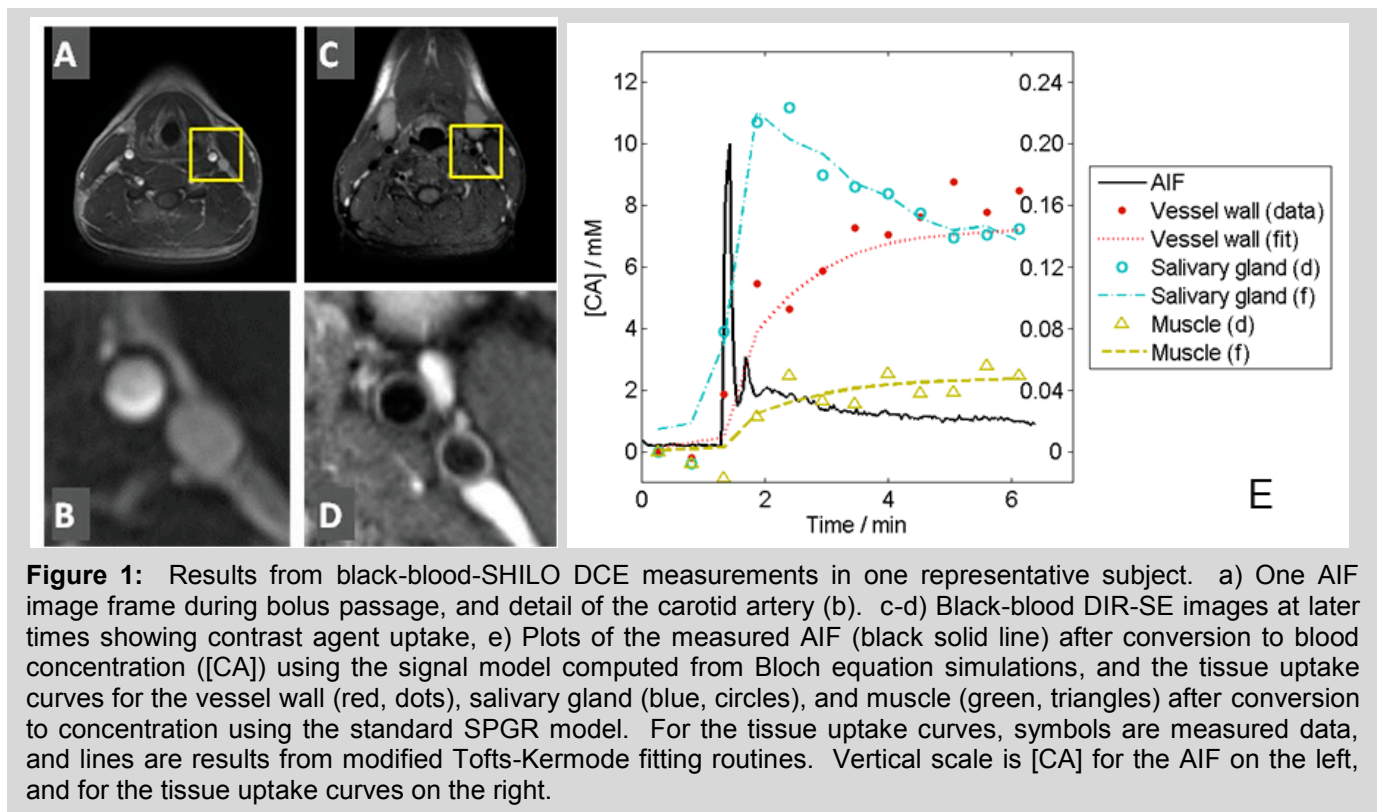 A
C
B
D
12
10
8
6
4
2
0
[CA] / mM
0
2
4
6
Time / min
0.24
0.20
0.16
0.12
0.08
0.04
0
AIF
Vessel wall (data)
Vessel wall (fit)
Salivary gland (d)
Salivary gland (f)
Muscle (d)
Muscle (f)
E
Figure 1: Results from black-blood-SHILO DCE measurements in one representative subject. a) One AIF
image frame during bolus passage, and detail of the carotid artery (b). c-d) Black-blood DIR-SE images at later
times showing contrast agent uptake, e) Plots of the measured AIF (black solid line) after conversion to blood
concentration ([CA]) using the signal model computed from Bloch equation simulations, and the tissue uptake
curves for the vessel wall (red, dots), salivary gland (blue, circles), and muscle (green, triangles) after conversion
to concentration using the standard SPGR model. For the tissue uptake curves, symbols are measured data,
and lines are results from modified Tofts-Kermode fitting routines. Vertical scale is [CA] for the AIF on the left,
and for the tissue uptake curves on the right.